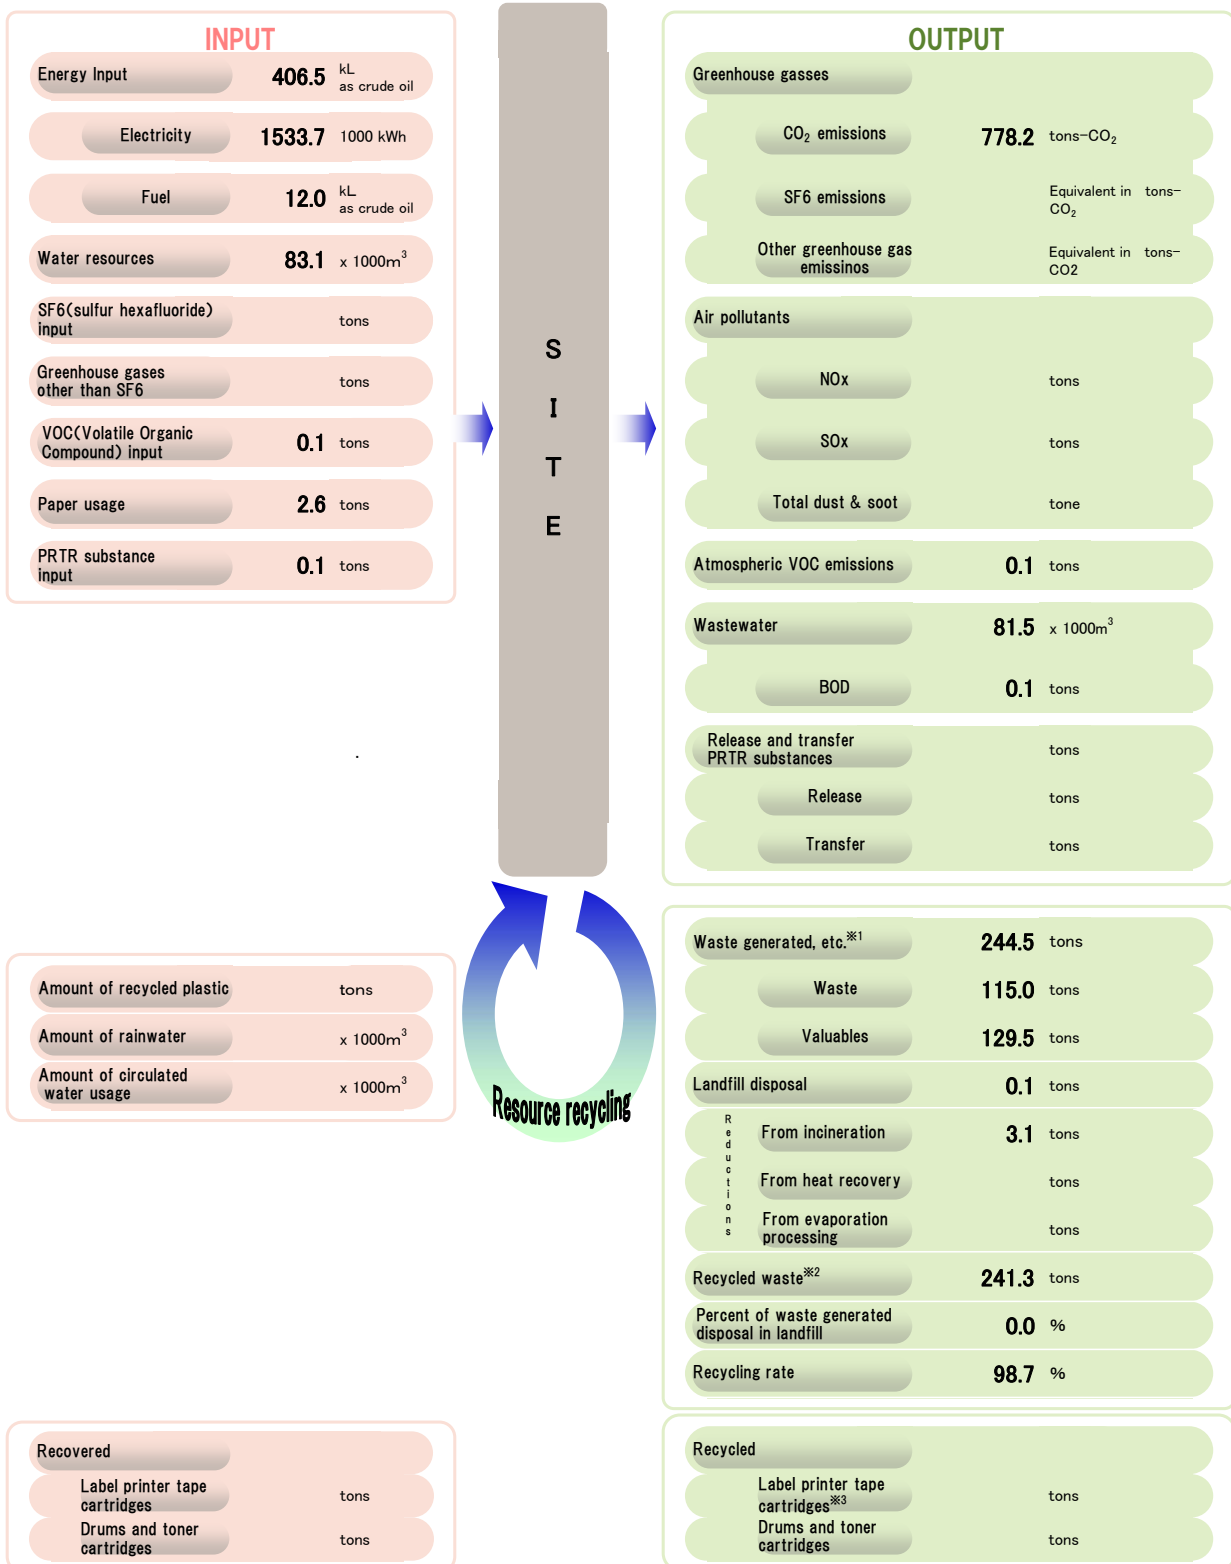 INPUT
Energy Input 406.5 kL
as crude oil
Electricity 1533.7 1000 kWh
Fuel 12.0 kL
as crude oil
Water resources 83.1 x 1000m³
SF6(sulfur hexafluoride)
input tons
Greenhouse gases
other than SF6 tons
VOC(Volatile Organic
Compound) input 0.1 tons
Paper usage 2.6 tons
PRTR substance
input 0.1 tons
S
I
T
E
OUTPUT
Greenhouse gasses
CO₂ emissions 778.2 tons-CO₂
SF6 emissions Equivalent in tons-
CO₂
Other greenhouse gas
emissinos Equivalent in tons-
CO2
Air pollutants
NOx tons
SOx tons
Total dust & soot tone
Atmospheric VOC emissions 0.1 tons
Wastewater 81.5 x 1000m³
BOD 0.1 tons
Release and transfer
PRTR substances tons
Release tons
Transfer tons
Amount of recycled plastic tons
Amount of rainwater x 1000m³
Amount of circulated
water usage x 1000m³
Resource recycling
Waste generated, etc.※1 244.5 tons
Waste 115.0 tons
Valuables 129.5 tons
Landfill disposal 0.1 tons
Reductions
From incineration 3.1 tons
From heat recovery tons
From evaporation
processing tons
Recycled waste※2 241.3 tons
Percent of waste generated
disposal in landfill 0.0 %
Recycling rate 98.7 %
Recovered
Label printer tape
cartridges tons
Drums and toner
cartridges tons
Recycled
Label printer tape
cartridges※3 tons
Drums and toner
cartridges tons